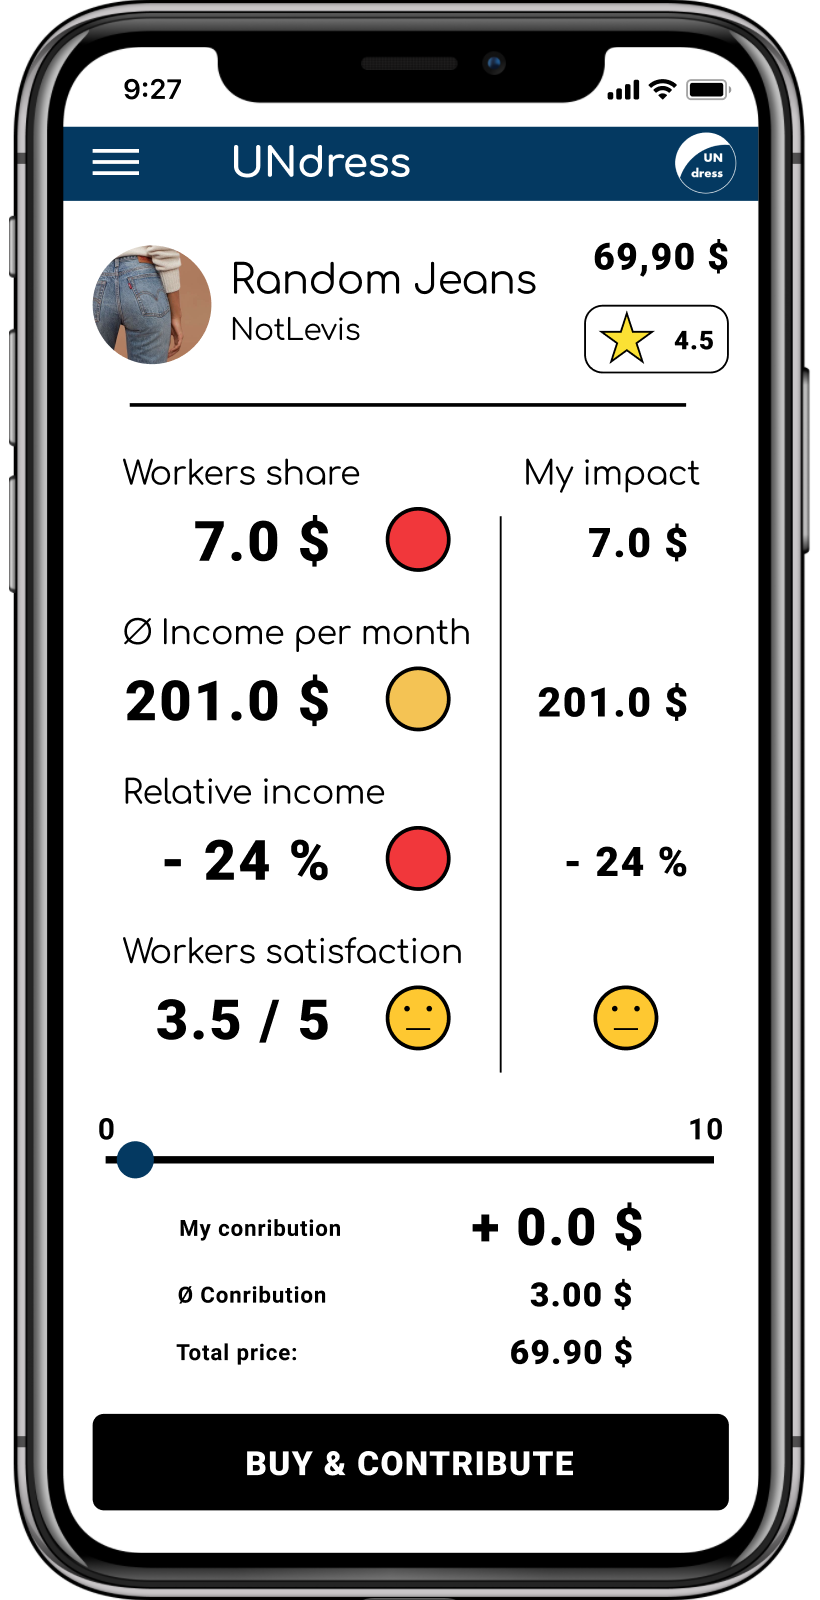 9:27
UNdress
UN
dress
Random Jeans
69,90 $
NotLevis
4.5
Workers share
My impact
7.0 $
7.0 $
Ø Income per month
201.0 $
201.0 $
Relative income
- 24 %
- 24 %
Workers satisfaction
3.5 / 5
0
10
My conribution
+ 0.0 $
Ø Conribution
3.00 $
Total price:
69.90 $
BUY & CONTRIBUTE